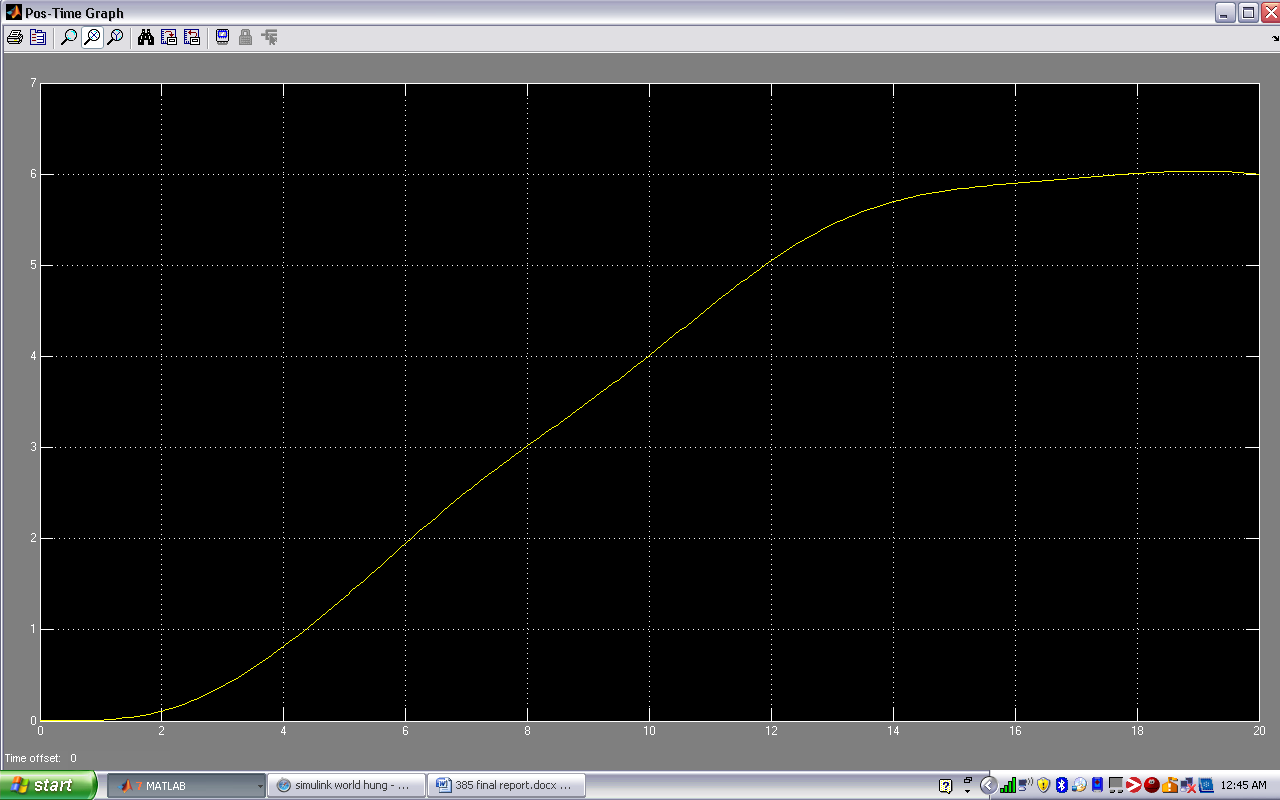 Pos-Time Graph
7
6
5
4
3
2
1
0
0 2 4 6 8 10 12 14 16 18 20
Time offset: 0
start
7 MATLAB
simulink world hung - ...
385 final report.docx ...
12:45 AM